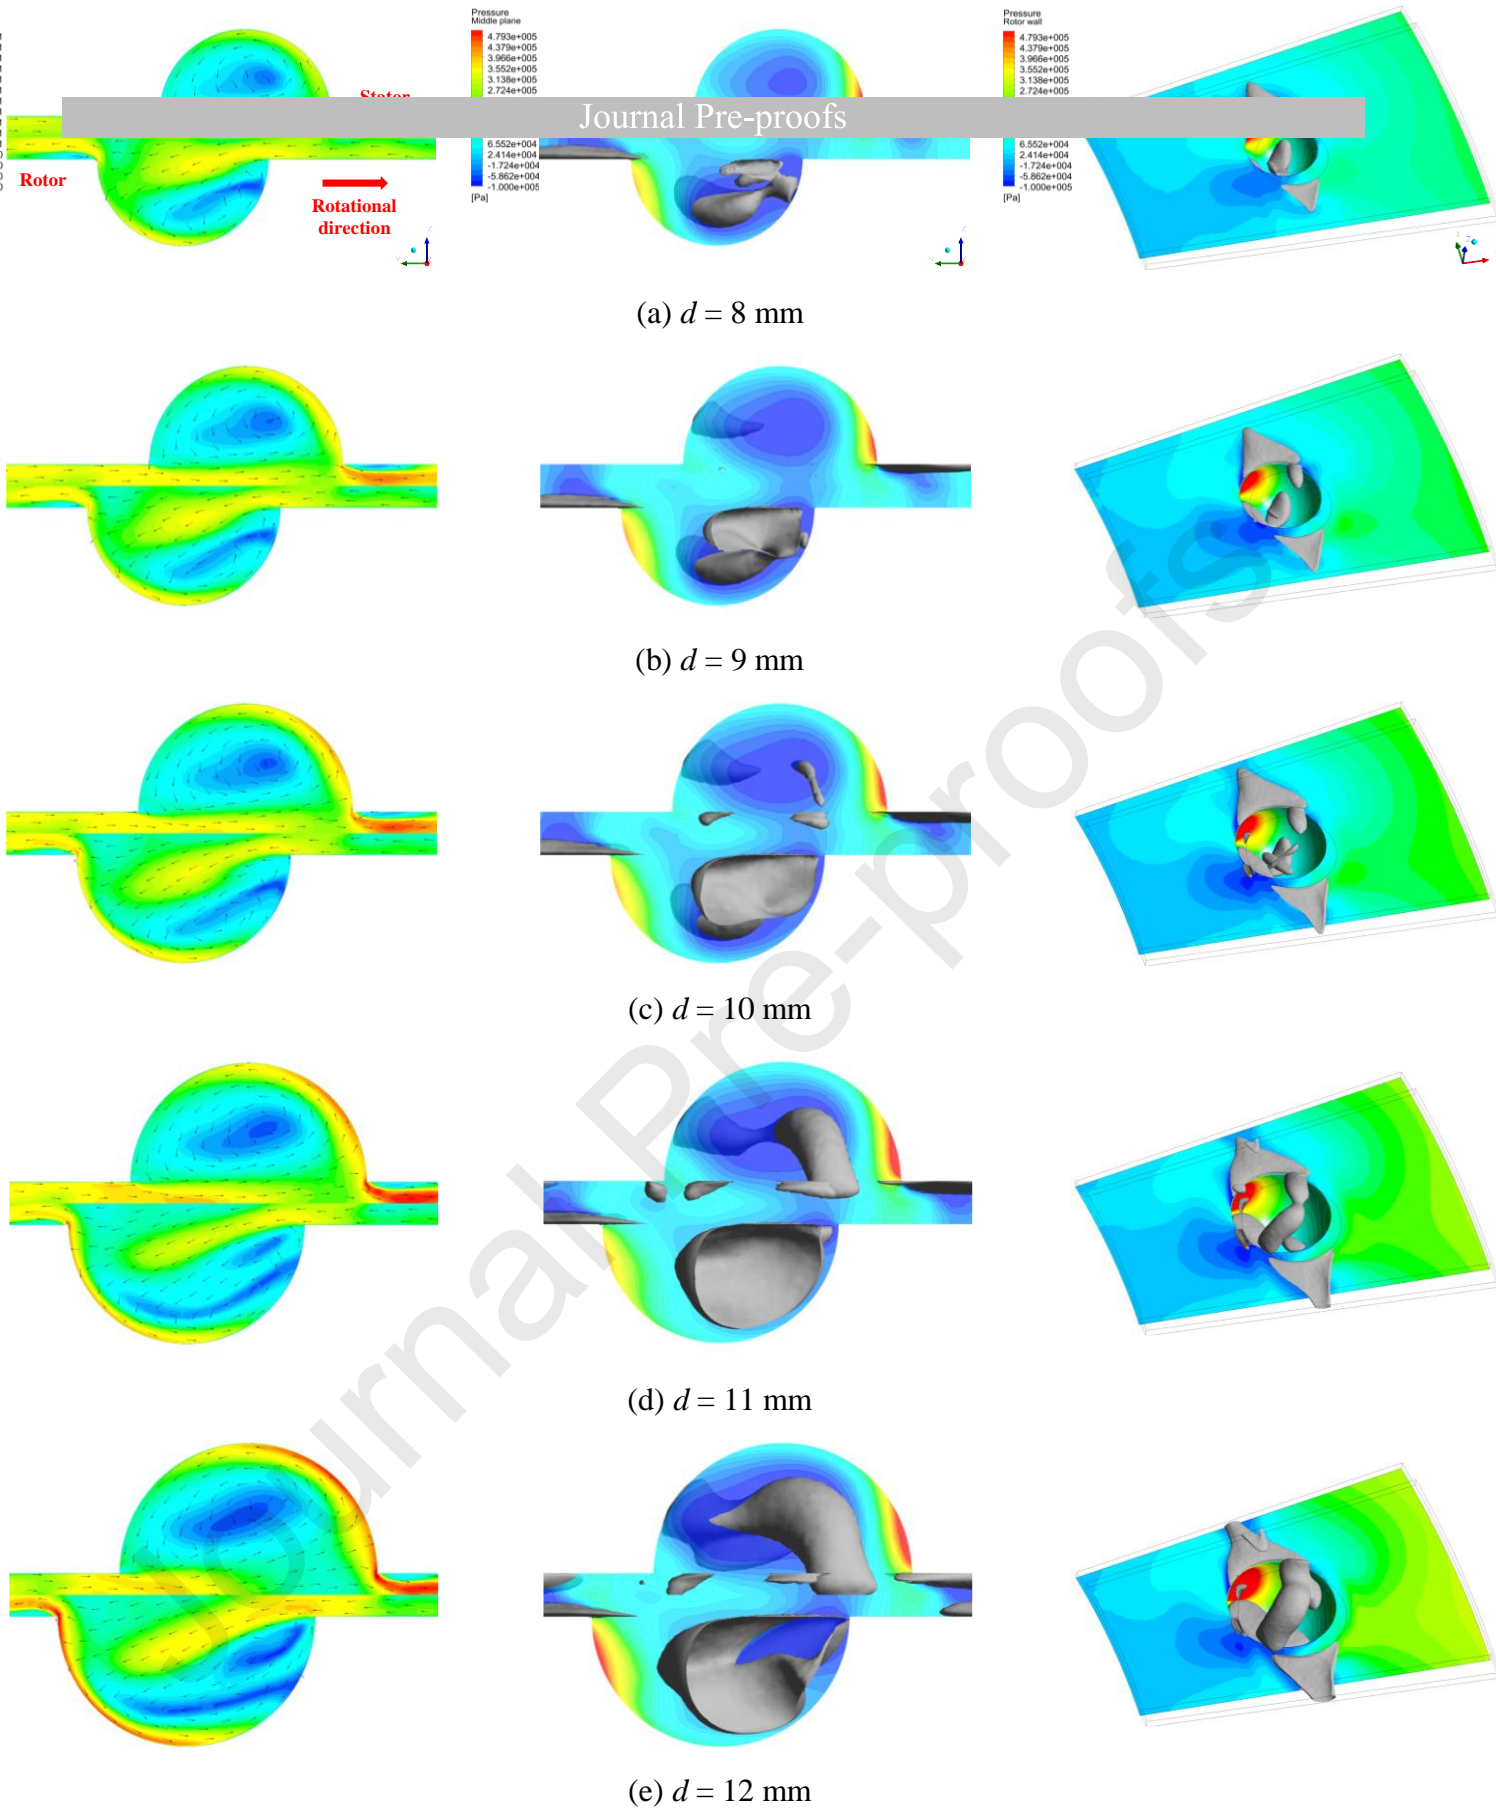 Pressure
Middle plane
4.793e+005
4.379e+005
3.966e+005
3.552e+005
3.138e+005
2.724e+005
6.552e+004
2.414e+004
-1.724e+004
-5.862e+004
-1.000e+005
[Pa]
Pressure
Rotor wall
4.793e+005
4.379e+005
3.966e+005
3.552e+005
3.138e+005
2.724e+005
6.552e+004
2.414e+004
-1.724e+004
-5.862e+004
-1.000e+005
[Pa]
Stator
Journal Pre-proofs
Rotor
Rotational
direction
(a) d = 8 mm
(b) d = 9 mm
(c) d = 10 mm
(d) d = 11 mm
(e) d = 12 mm
Journal Pre-proofs